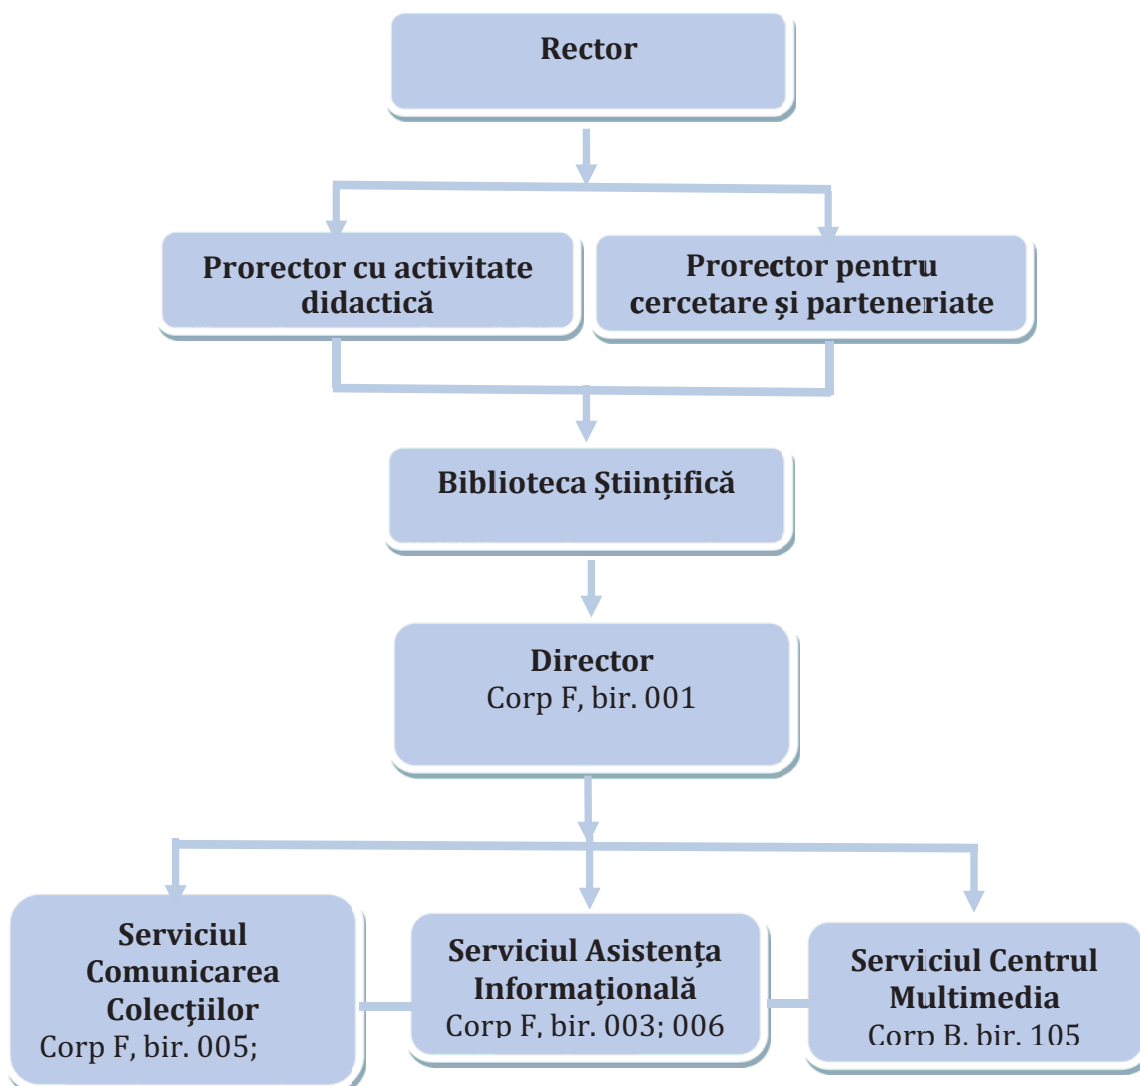 Rector
Prorector cu activitate
didactică
Prorector pentru
cercetare și parteneriate
Biblioteca Științifică
Director
Corp F, bir. 001
Serviciul
Comunicarea
Colecțiilor
Corp F, bir. 005;
Serviciul Asistența
Informațională
Corp F, bir. 003; 006
Serviciul Centrul
Multimedia
Corp B, bir. 105